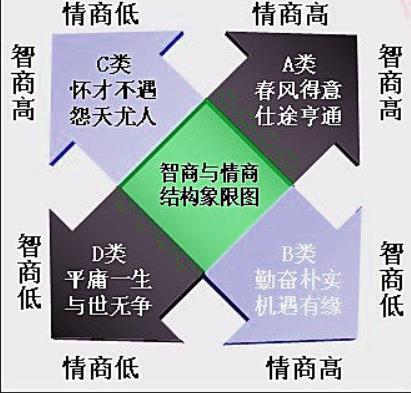 情商低
情商高
智商高
智商高
C类
怀才不遇
怨天尤人
A类
春风得意
仕途亨通
智商与情商
结构象限图
D类
平庸一生
与世无争
B类
勤奋朴实
机遇有缘
智商低
智商低
情商低
情商高